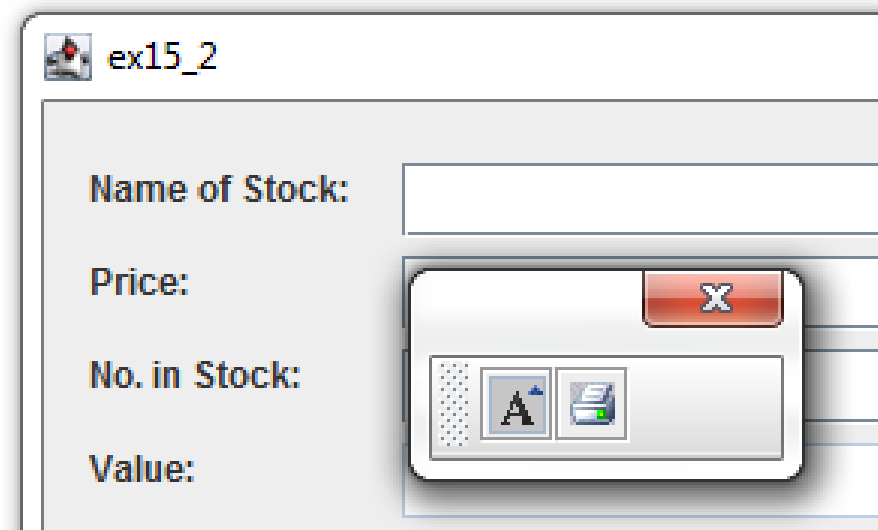 ex15_2
Name of Stock:
Price:
No. in Stock:
A
Value: